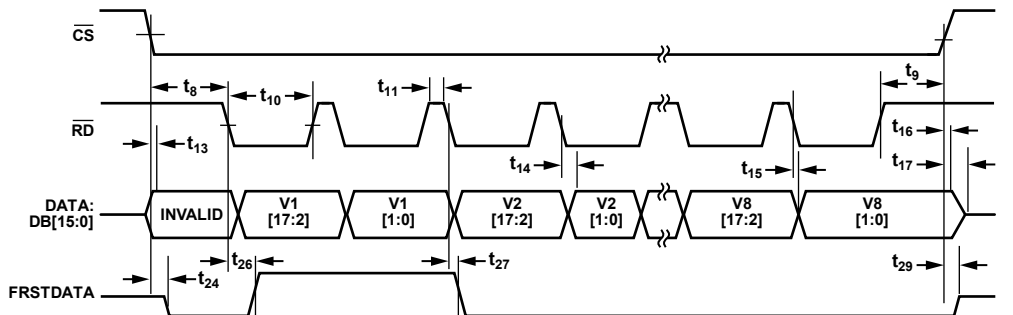 CS
t8
t9
t10
t11
RD
t13
t14
t15
t16
t17
DATA:
DB[15:0]
INVALID
V1
[17:2]
V1
[1:0]
V2
[17:2]
V2
[1:0]
V8
[17:2]
V8
[1:0]
t24
t26
t27
t29
FRSTDATA